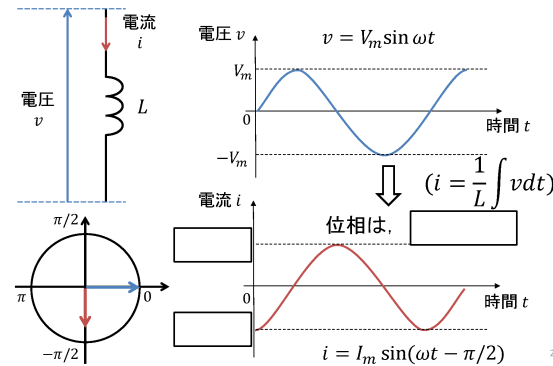 電流
i
電圧
v
L
π/2
π
0
−π/2
電圧 v
v = V_m sin ωt
V_m
0
−V_m
時間 t
(i = 1/L ∫ vdt)
電流 i
位相は,
0
時間 t
i = I_m sin(ωt − π/2)